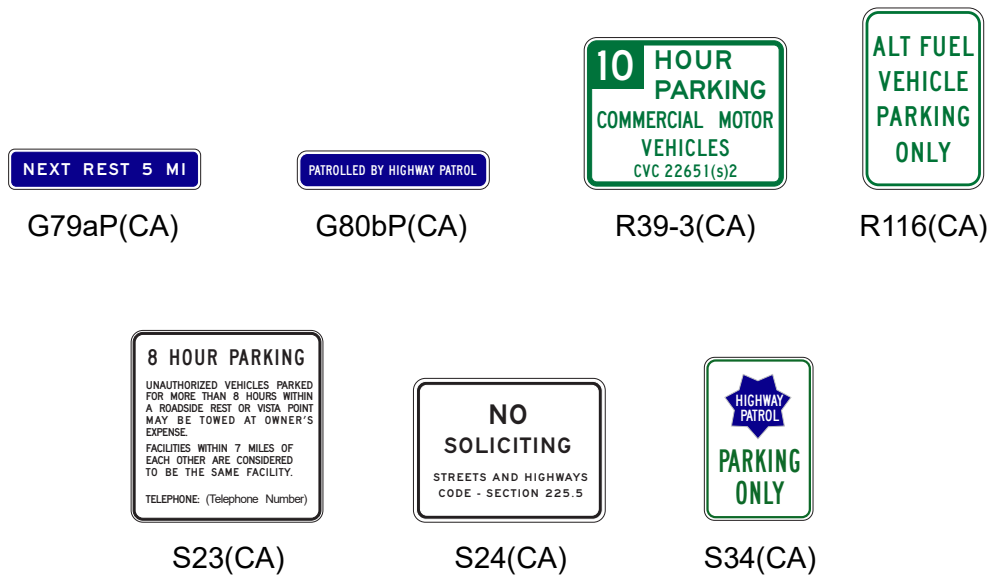 NEXT REST 5 MI
G79aP(CA)
PATROLLED BY HIGHWAY PATROL
G80bP(CA)
10 HOUR
PARKING
COMMERCIAL MOTOR
VEHICLES
CVC 22651(s)2
R39-3(CA)
ALT FUEL
VEHICLE
PARKING
ONLY
R116(CA)
8 HOUR PARKING
UNAUTHORIZED VEHICLES PARKED
FOR MORE THAN 8 HOURS WITHIN
A ROADSIDE REST OR VISTA POINT
MAY BE TOWED AT OWNER'S
EXPENSE.
FACILITIES WITHIN 7 MILES OF
EACH OTHER ARE CONSIDERED
TO BE THE SAME FACILITY.
TELEPHONE: (Telephone Number)
S23(CA)
NO
SOLICITING
STREETS AND HIGHWAYS
CODE - SECTION 225.5
S24(CA)
HIGHWAY
PATROL
PARKING
ONLY
S34(CA)